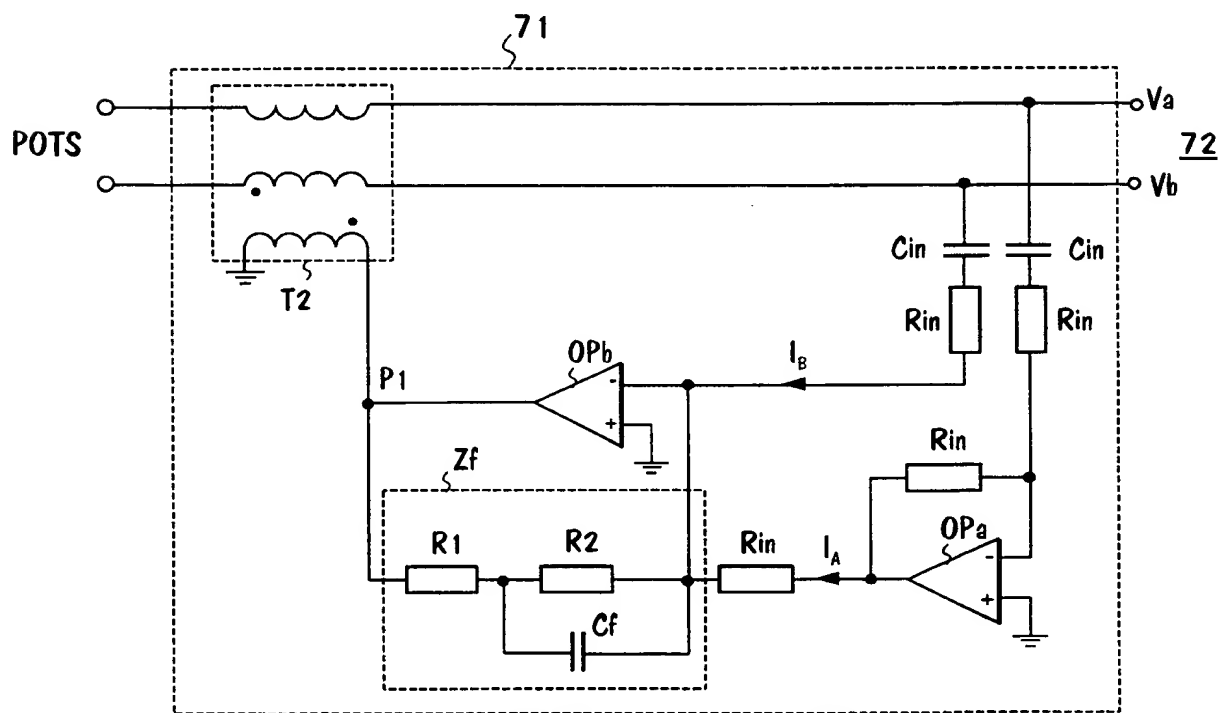 71
Va
POTS
72
Vb
Cin
Cin
T2
Rin
Rin
OPb
IB
P1
-
+
Zf
Rin
OPa
R1
R2
Rin
IA
-
+
Cf